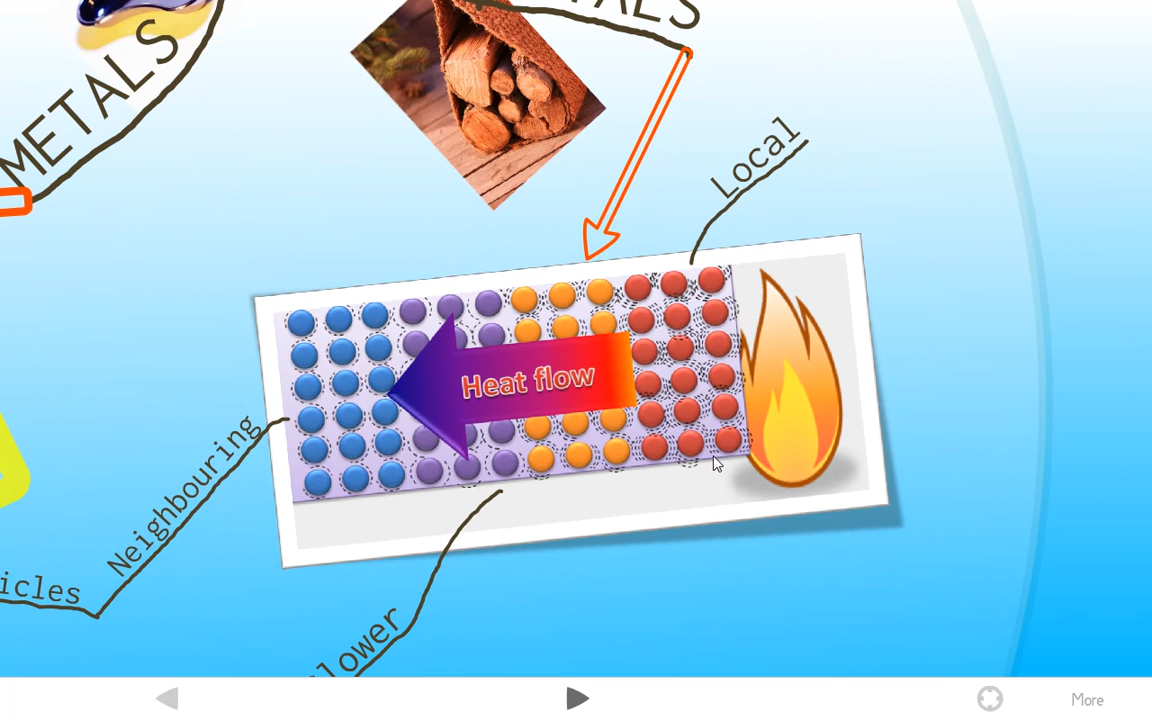 METALS
Local
Heat flow
Neighbouring
icles
lower
More